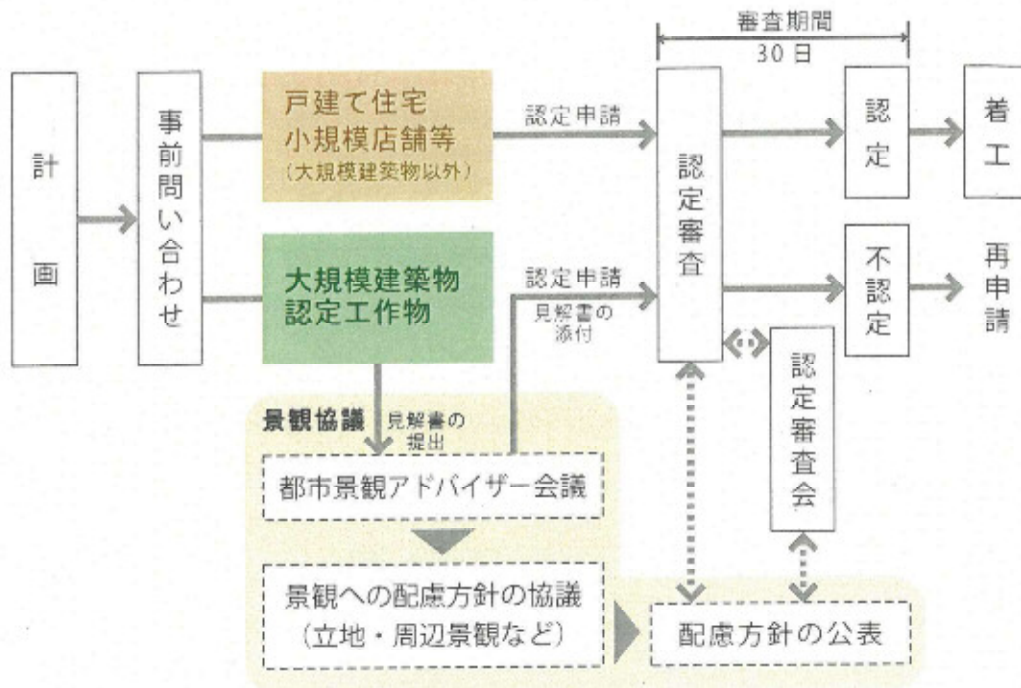 審査期間
30日
計画
事前問い合わせ
戸建て住宅
小規模店舗等
（大規模建築物以外）
認定申請
認定審査
認定
着工
大規模建築物
認定工作物
認定申請
見解書の
添付
不認定
再申請
景観協議
見解書の
提出
都市景観アドバイザー会議
認定審査会
景観への配慮方針の協議
（立地・周辺景観など）
配慮方針の公表